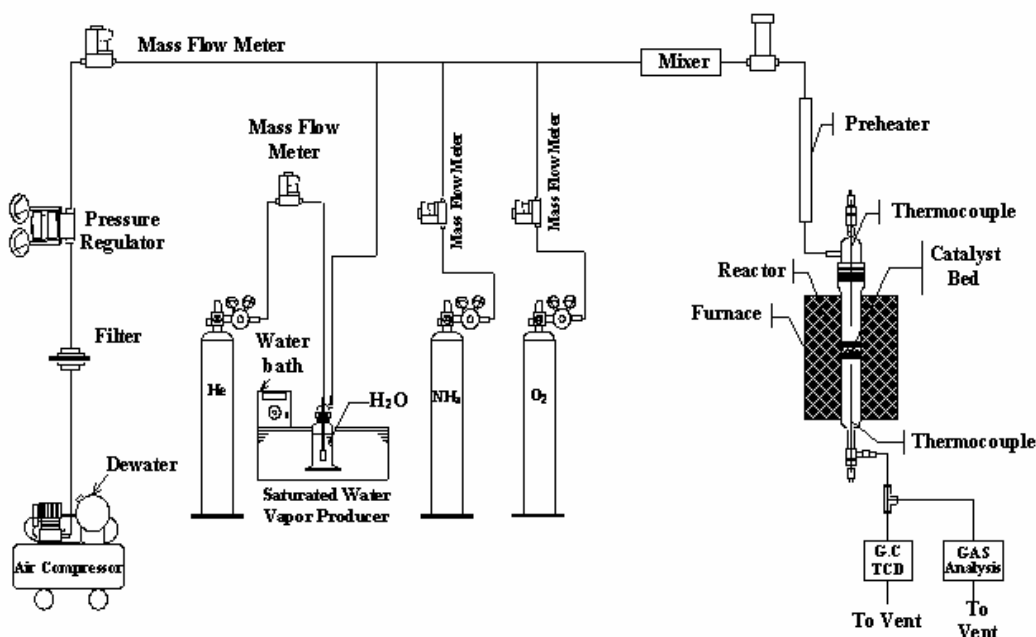 Mass Flow Meter
Mixer
Preheater
Mass Flow
Meter
Mass Flow Meter
Mass Flow Meter
Thermocouple
Pressure
Regulator
Reactor
Catalyst
Bed
Furnace
Filter
Water
bath
He
H₂O
NH₃
O₂
Thermocouple
Dewater
Saturated Water
Vapor Producer
Air Compressor
G.C
TCD
GAS
Analysis
To Vent
To
Vent